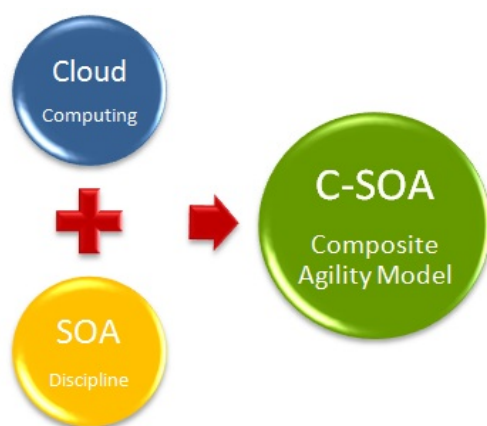 Cloud
Computing
SOA
Discipline
C-SOA
Composite
Agility Model